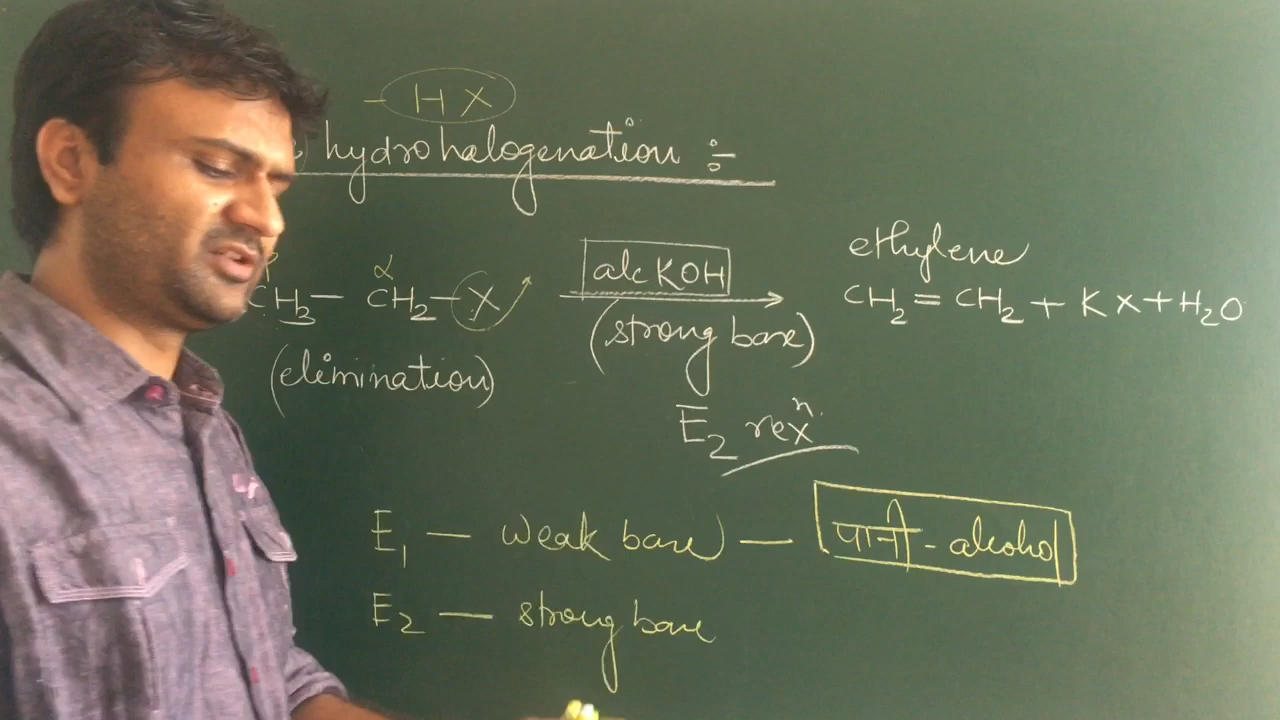 - HX
hydrohalogenation ÷
β α
CH₃ - CH₂ - X alc KOH ethylene
(strong base) CH₂ = CH₂ + KX + H₂O
(elimination)
E₂ rexⁿ.
E₁ — weak base) — पानी - alcohol
E₂ — strong base